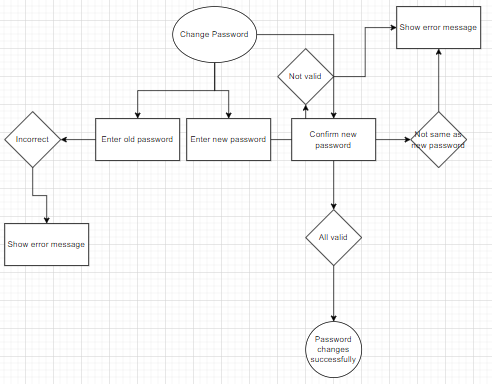 Show error message
Change Password
Not valid
Incorrect
Enter old password
Enter new password
Confirm new
password
Not same as
new password
Show error message
All valid
Password
changes
successfully